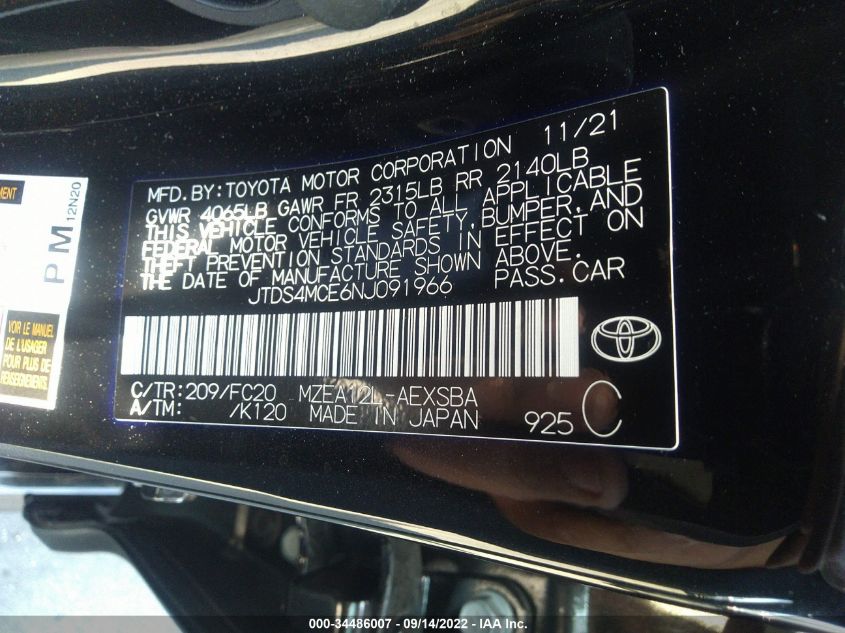 MFD. BY: TOYOTA MOTOR CORPORATION 11/21
GVWR 4065LB GAWR FR 2315LB RR 2140LB
THIS VEHICLE CONFORMS TO ALL APPLICABLE
FEDERAL MOTOR VEHICLE SAFETY, BUMPER, AND
THEFT PREVENTION STANDARDS IN EFFECT ON
THE DATE OF MANUFACTURE SHOWN ABOVE.
JTDS4MCE6NJ091966 PASS.CAR
C/TR: 209/FC20 MZEA12L-AEXSBA
A/TM: /K120 MADE IN JAPAN 925 C
PM 12N20
VOIR LE MANUEL
DE L'USAGER
POUR PLUS DE
RENSEIGNEMENTS.
000-34486007 - 09/14/2022 - IAA Inc.